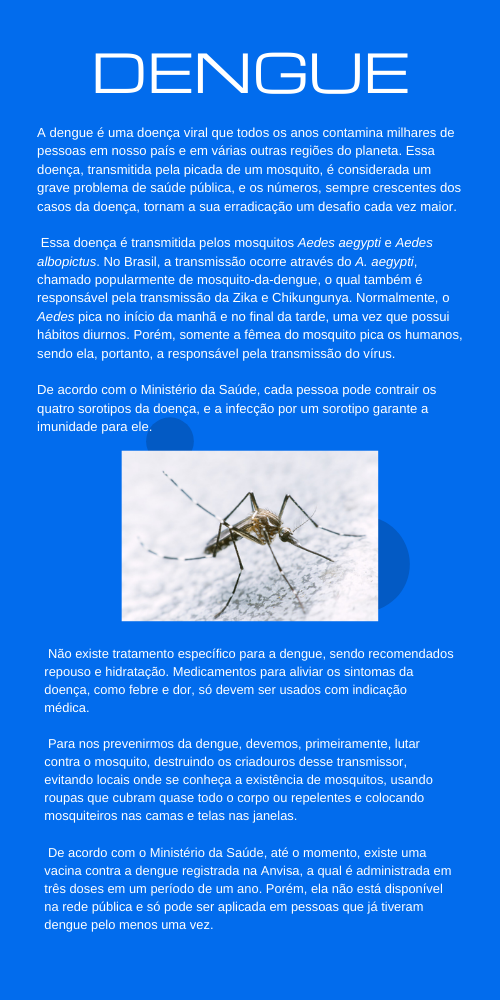 DENGUE
A dengue é uma doença viral que todos os anos contamina milhares de
pessoas em nosso país e em várias outras regiões do planeta. Essa
doença, transmitida pela picada de um mosquito, é considerada um
grave problema de saúde pública, e os números, sempre crescentes dos
casos da doença, tornam a sua erradicação um desafio cada vez maior.
Essa doença é transmitida pelos mosquitos Aedes aegypti e Aedes
albopictus. No Brasil, a transmissão ocorre através do A. aegypti,
chamado popularmente de mosquito-da-dengue, o qual também é
responsável pela transmissão da Zika e Chikungunya. Normalmente, o
Aedes pica no início da manhã e no final da tarde, uma vez que possui
hábitos diurnos. Porém, somente a fêmea do mosquito pica os humanos,
sendo ela, portanto, a responsável pela transmissão do vírus.
De acordo com o Ministério da Saúde, cada pessoa pode contrair os
quatro sorotipos da doença, e a infecção por um sorotipo garante a
imunidade para ele.
Não existe tratamento específico para a dengue, sendo recomendados
repouso e hidratação. Medicamentos para aliviar os sintomas da
doença, como febre e dor, só devem ser usados com indicação
médica.
Para nos prevenirmos da dengue, devemos, primeiramente, lutar
contra o mosquito, destruindo os criadouros desse transmissor,
evitando locais onde se conheça a existência de mosquitos, usando
roupas que cubram quase todo o corpo ou repelentes e colocando
mosquiteiros nas camas e telas nas janelas.
De acordo com o Ministério da Saúde, até o momento, existe uma
vacina contra a dengue registrada na Anvisa, a qual é administrada em
três doses em um período de um ano. Porém, ela não está disponível
na rede pública e só pode ser aplicada em pessoas que já tiveram
dengue pelo menos uma vez.